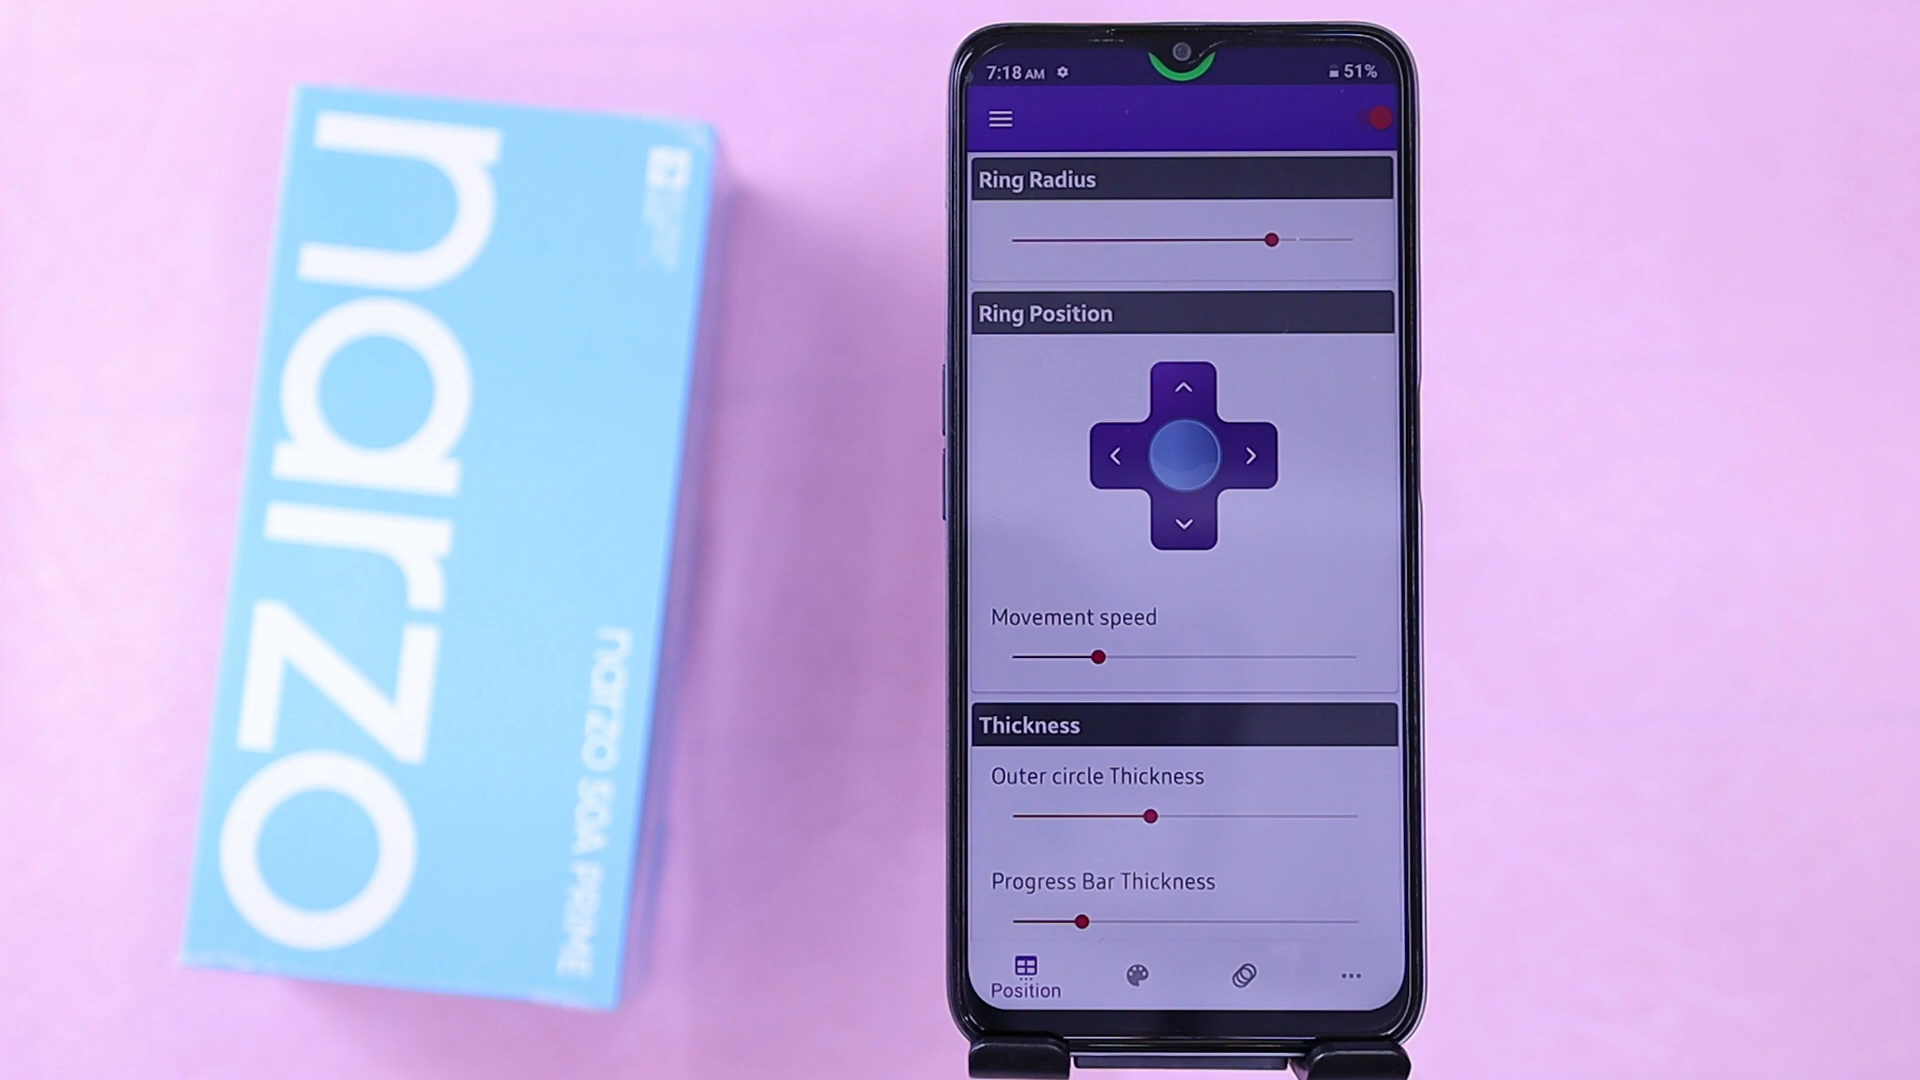 narzo
narzo 50A PRIME
7:18 AM
51%
Ring Radius
Ring Position
Movement speed
Thickness
Outer circle Thickness
Progress Bar Thickness
Position